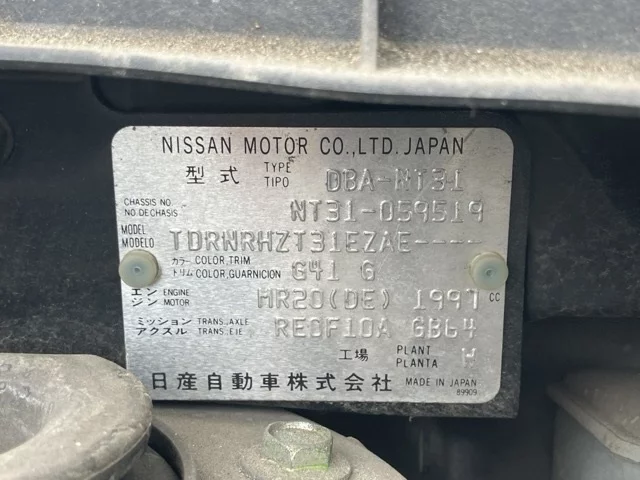 NISSAN MOTOR CO.,LTD. JAPAN
型式 TYPE TIPO DBA-NT31
CHASSIS NO NO.DECHASIS NT31-059519
MODEL MODELO TDRNRHZT31EZAE----
カラー COLOR,TRIM トリム COLOR,GUARNICION G41 G
エンジン ENGINE MOTOR MR20(DE) 1997 cc
ミッション TRANS.,AXLE アクスル TRANS.,EJE RE0F10A GB64
工場 PLANT PLANTA W
日産自動車株式会社 MADE IN JAPAN
89909